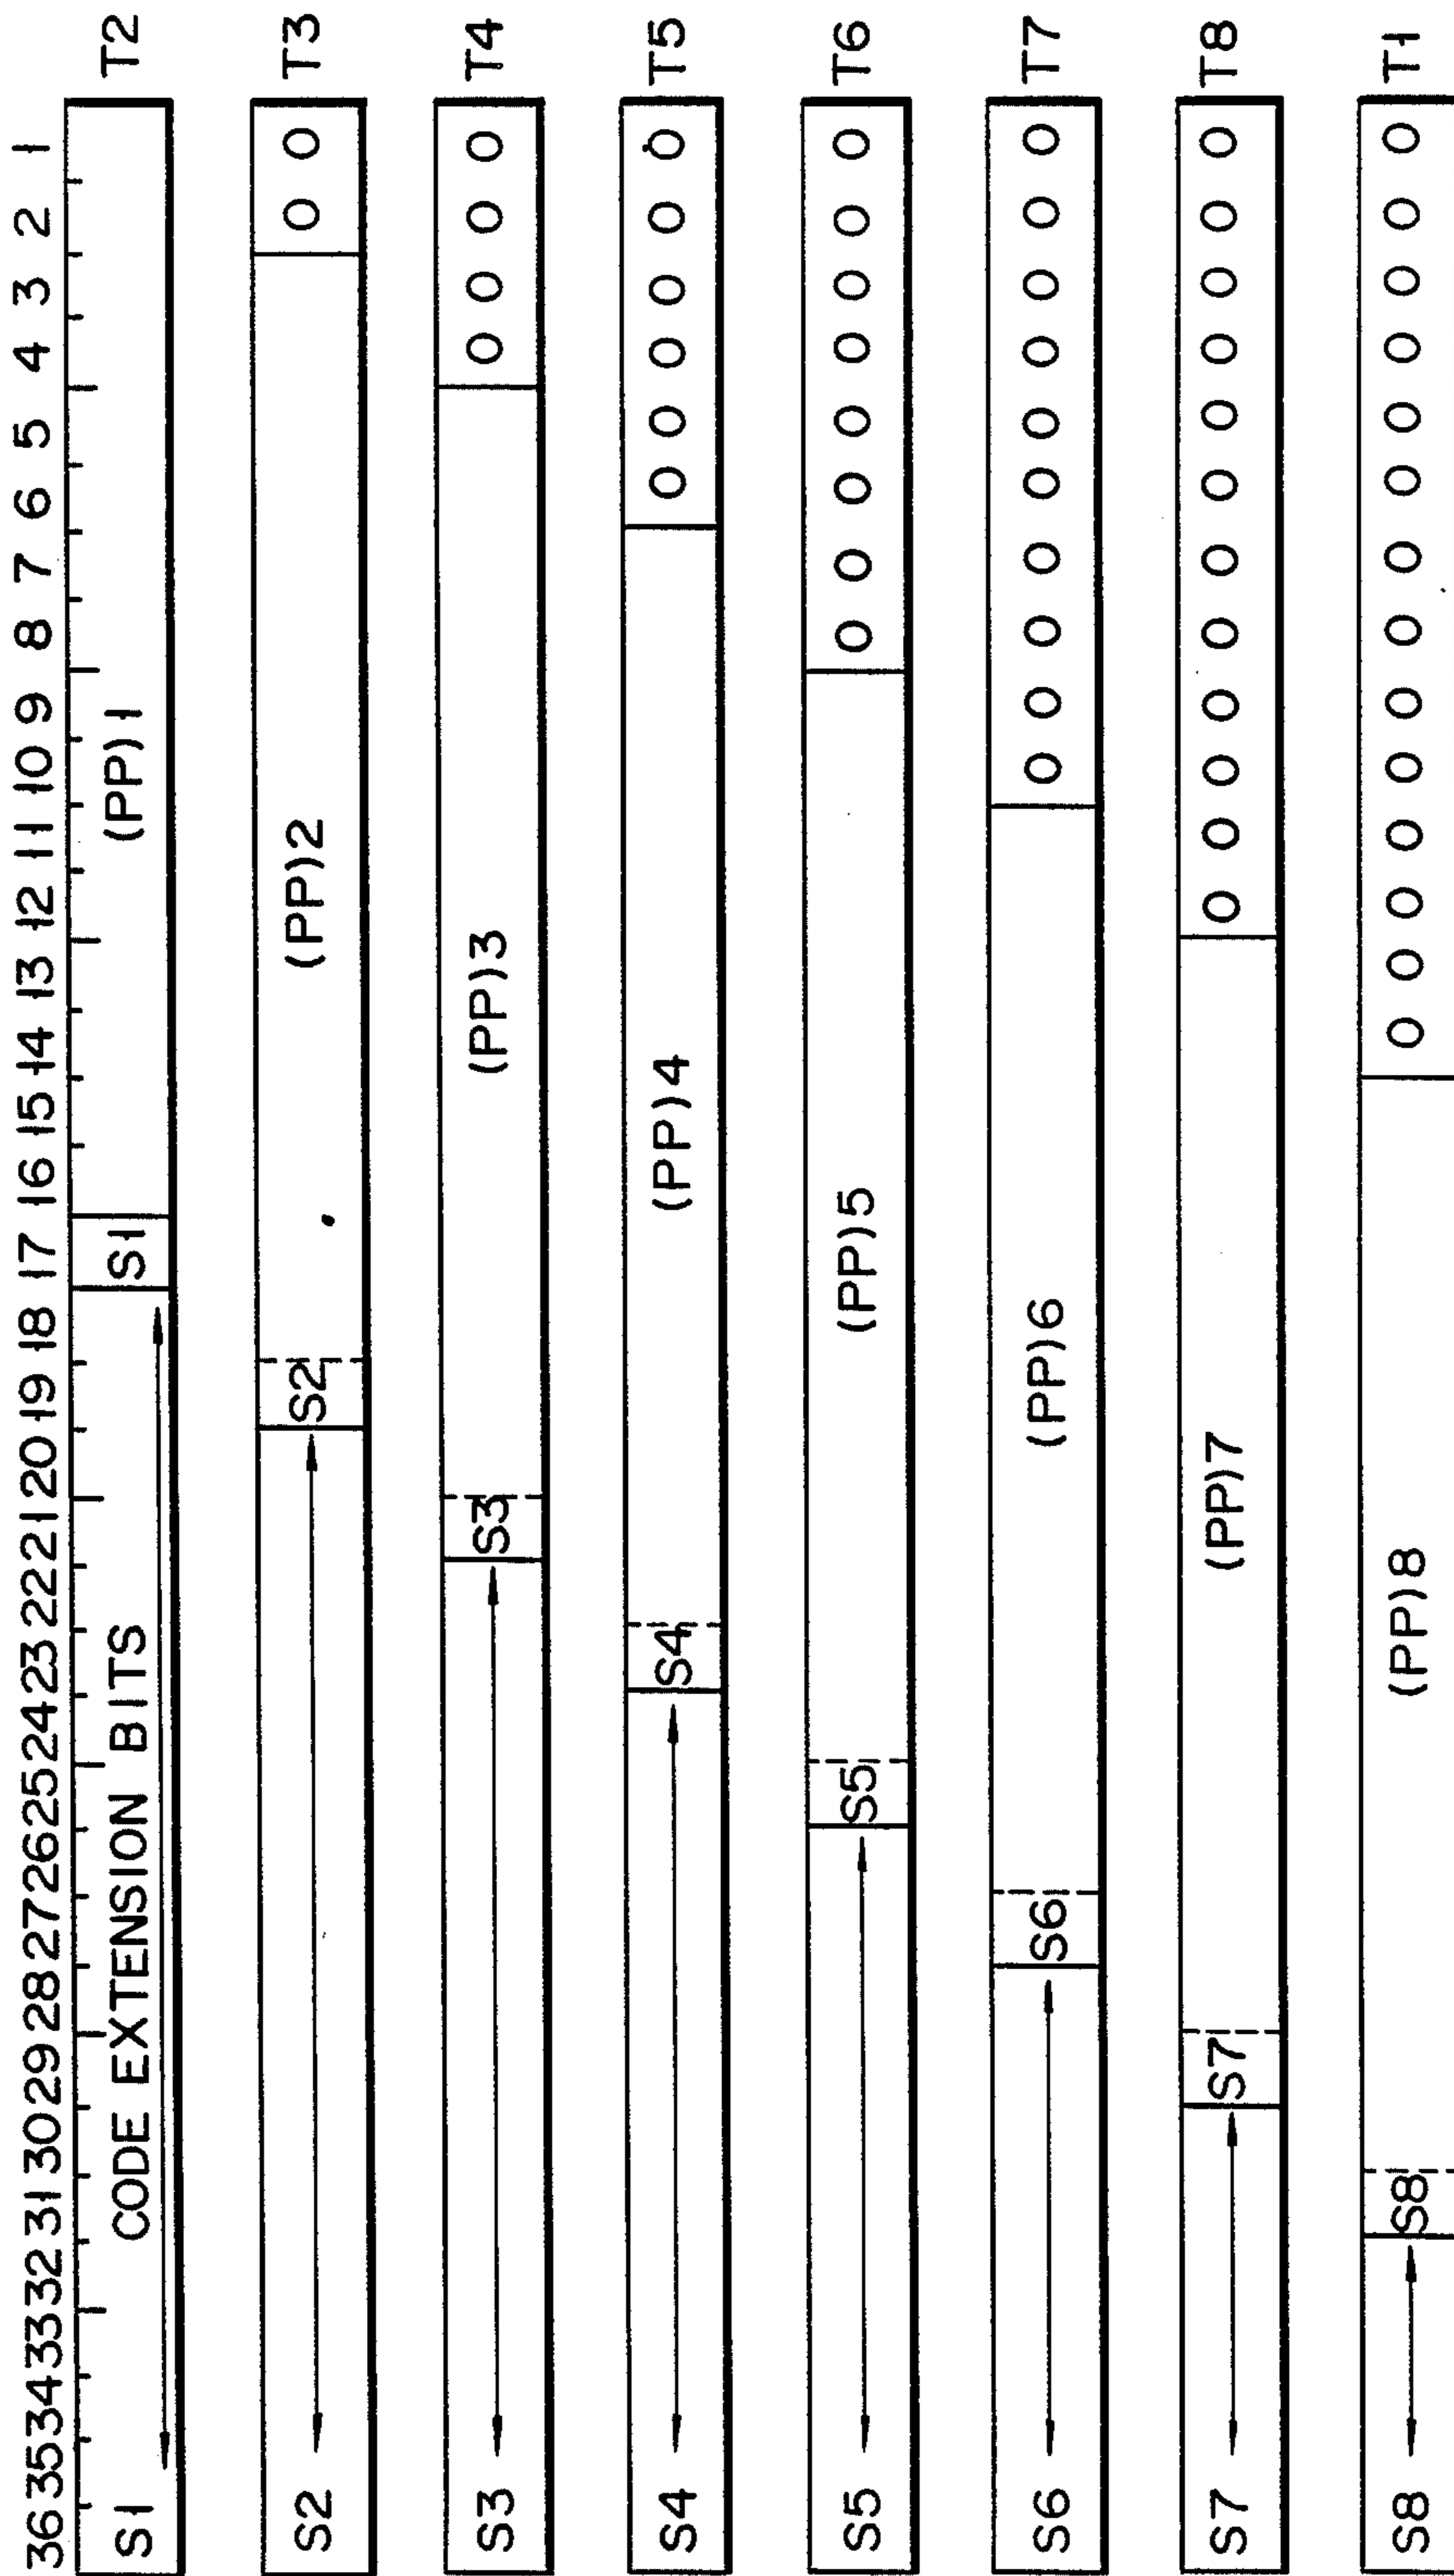 36 35 34 33 32 31 30 29 28 27 26 25 24 23 22 21 20 19 18 17 16 15 14 13 12 11 10 9 8 7 6 5 4 3 2 1
S1 CODE EXTENSION BITS S1 (PP)1 T2
S2 S2 (PP)2 0 0 T3
S3 S3 (PP)3 0 0 0 0 T4
S4 S4 (PP)4 0 0 0 0 0 0 T5
S5 S5 (PP)5 0 0 0 0 0 0 0 0 T6
S6 S6 (PP)6 0 0 0 0 0 0 0 0 0 0 T7
S7 S7 (PP)7 0 0 0 0 0 0 0 0 0 0 0 0 T8
S8 S8 (PP)8 0 0 0 0 0 0 0 0 0 0 0 0 0 0 T1